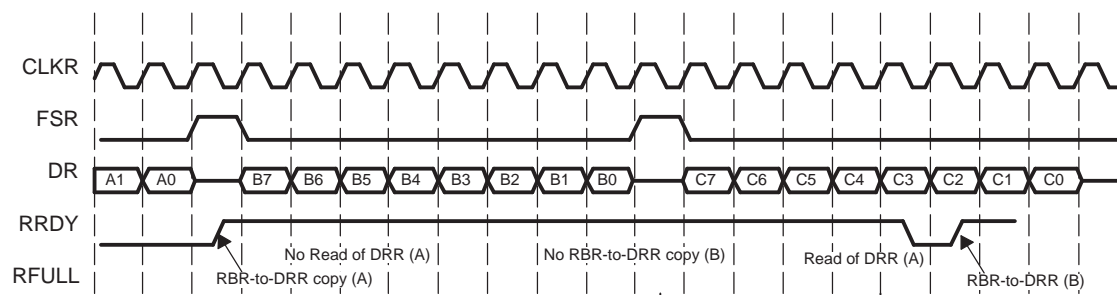 CLKR
FSR
DR A1 A0 B7 B6 B5 B4 B3 B2 B1 B0 C7 C6 C5 C4 C3 C2 C1 C0
RRDY
No Read of DRR (A) No RBR-to-DRR copy (B) Read of DRR (A)
RFULL RBR-to-DRR copy (A) RBR-to-DRR (B)